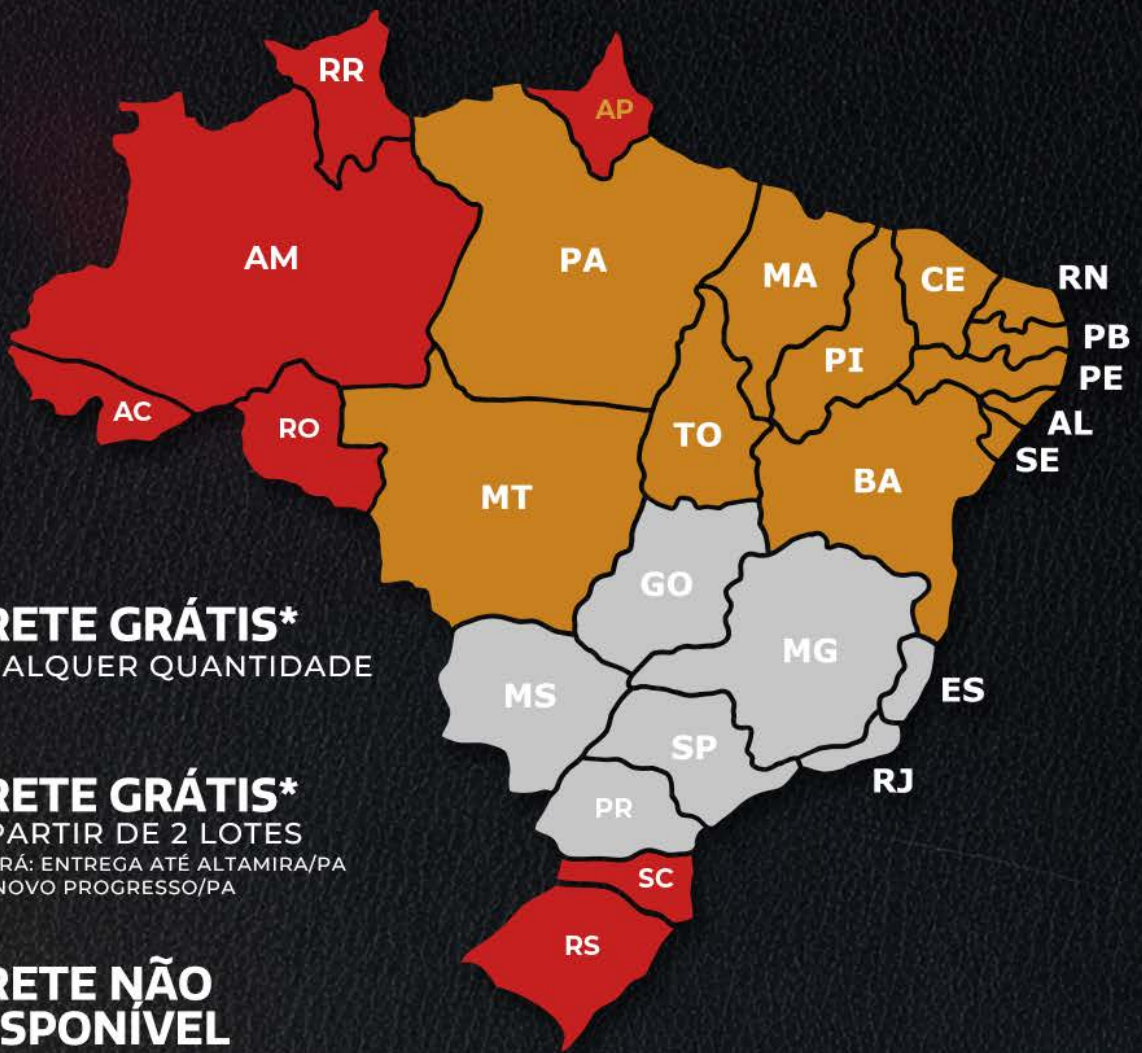 RR
AP
AM
PA
MA
CE
RN
PB
PI
PE
AC
RO
TO
AL
SE
MT
BA
GO
RETE GRÁTIS*
ALQUER QUANTIDADE
MG
MS
ES
SP
RJ
RETE GRÁTIS*
PARTIR DE 2 LOTES
RÁ: ENTREGA ATÉ ALTAMIRA/PA
NOVO PROGRESSO/PA
PR
SC
RS
RETE NÃO
SPONÍVEL